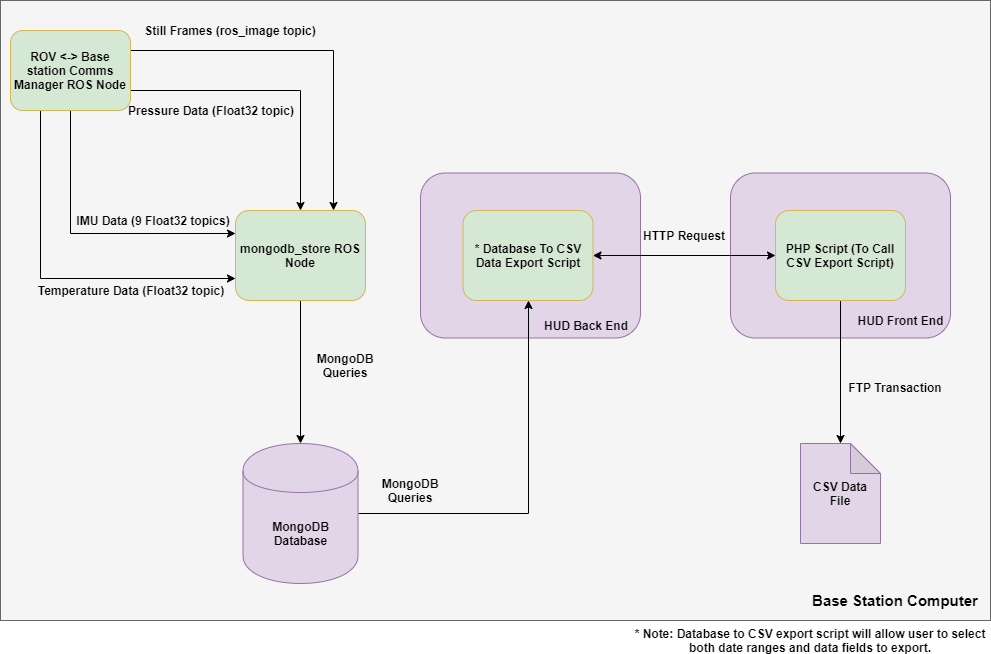 Still Frames (ros_image topic)
ROV <-> Base
station Comms
Manager ROS Node
Pressure Data (Float32 topic)
IMU Data (9 Float32 topics)
mongodb_store ROS
Node
Temperature Data (Float32 topic)
* Database To CSV
Data Export Script
HUD Back End
HTTP Request
PHP Script (To Call
CSV Export Script)
HUD Front End
MongoDB
Queries
FTP Transaction
MongoDB
Queries
MongoDB
Database
CSV Data
File
Base Station Computer
* Note: Database to CSV export script will allow user to select
both date ranges and data fields to export.